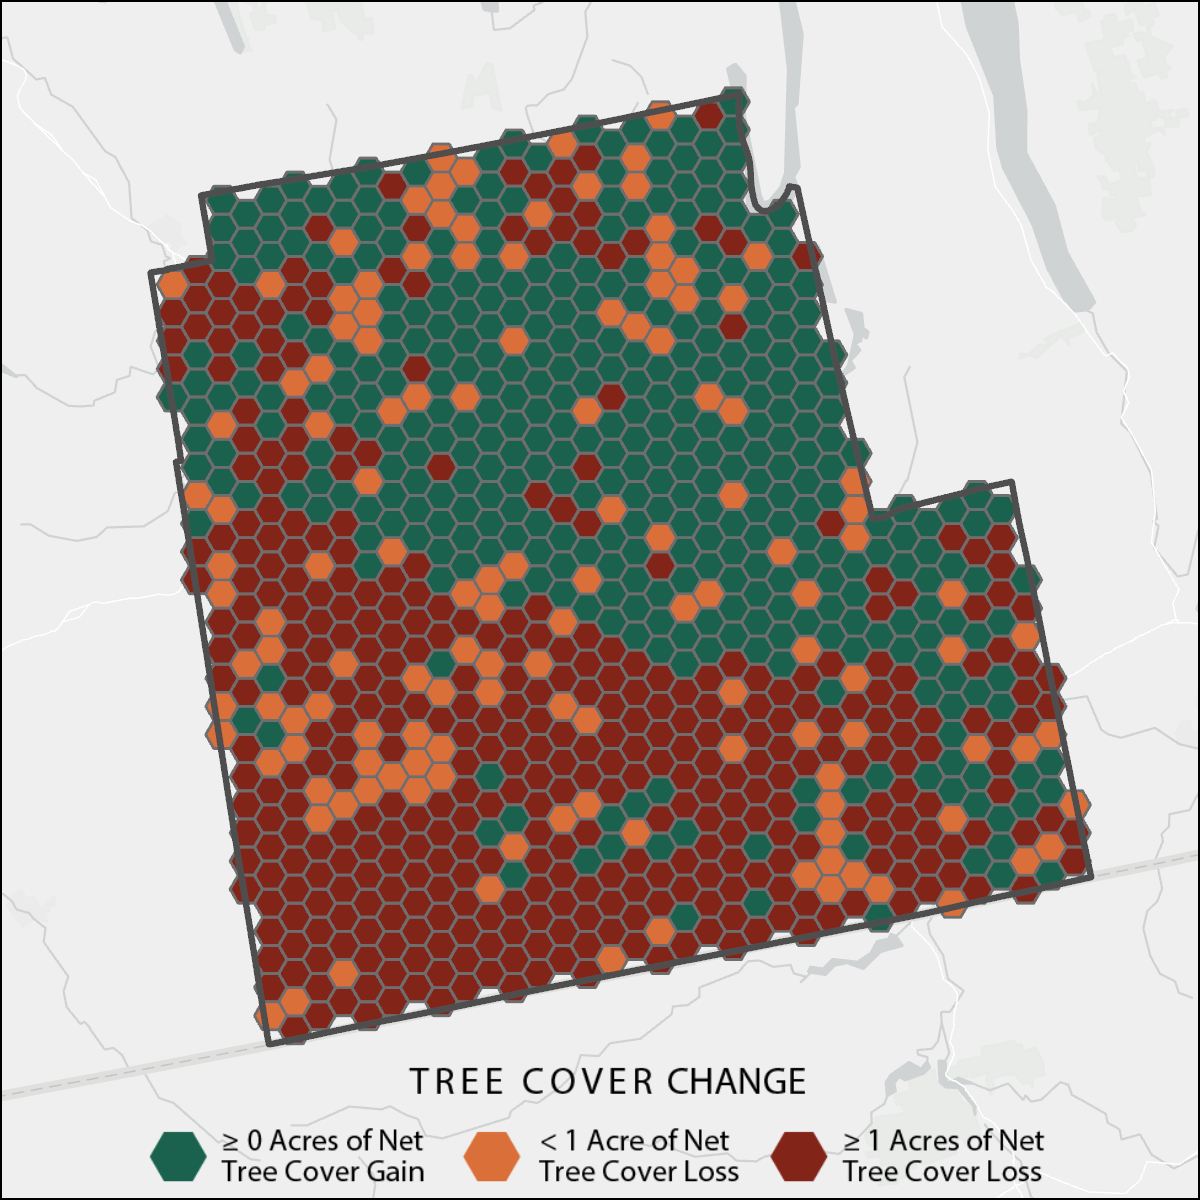 TREE COVER CHANGE
≥ 0 Acres of Net
Tree Cover Gain
< 1 Acre of Net
Tree Cover Loss
≥ 1 Acres of Net
Tree Cover Loss